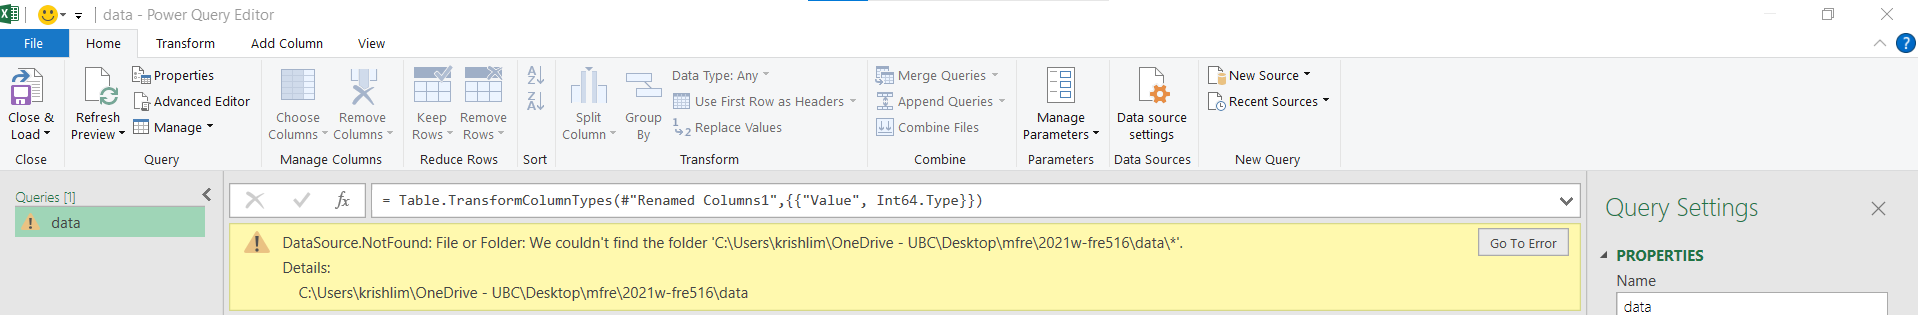 data - Power Query Editor
File Home Transform Add Column View
Close & Load
Close
Refresh Preview
Properties
Advanced Editor
Manage
Query
Choose Columns
Remove Columns
Manage Columns
Keep Rows
Remove Rows
Reduce Rows
A Z
Z A
Sort
Split Column
Group By
Data Type: Any
Use First Row as Headers
1 2 Replace Values
Transform
Merge Queries
Append Queries
Combine Files
Combine
Manage Parameters
Parameters
Data source settings
Data Sources
New Source
Recent Sources
New Query
Queries [1]
data
fx
= Table.TransformColumnTypes(#"Renamed Columns1",{{"Value", Int64.Type}})
DataSource.NotFound: File or Folder: We couldn't find the folder 'C:\Users\krishlim\OneDrive - UBC\Desktop\mfre\2021w-fre516\data\*'.
Go To Error
Details:
C:\Users\krishlim\OneDrive - UBC\Desktop\mfre\2021w-fre516\data
Query Settings
PROPERTIES
Name
data